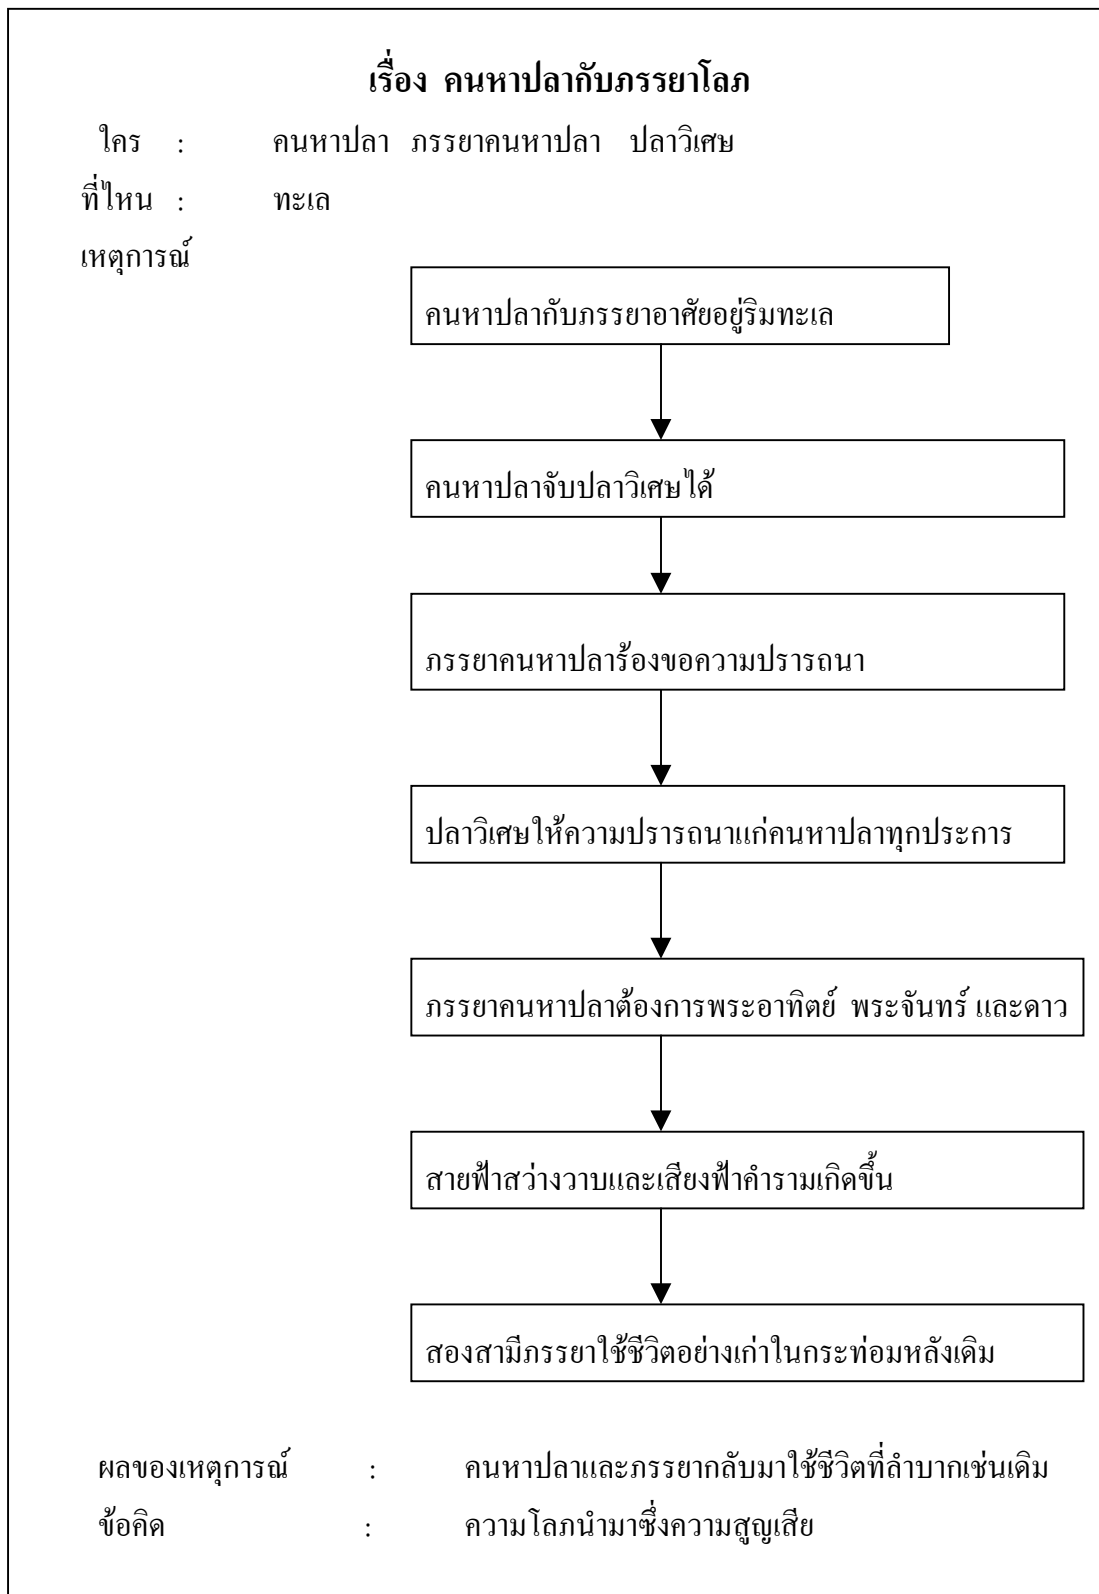 เรื่อง คนหาปลากับภรรยาโลภ
ใคร : คนหาปลา ภรรยาคนหาปลา ปลาวิเศษ
ที่ไหน : ทะเล
เหตุการณ์
คนหาปลากับภรรยาอาศัยอยู่ริมทะเล
คนหาปลาจับปลาวิเศษได้
ภรรยาคนหาปลาร้องขอความปรารถนา
ปลาวิเศษให้ความปรารถนาแก่คนหาปลาทุกประการ
ภรรยาคนหาปลาต้องการพระอาทิตย์ พระจันทร์ และดาว
สายฟ้าสว่างวาบและเสียงฟ้าคำรามเกิดขึ้น
สองสามีภรรยาใช้ชีวิตอย่างเก่าในกระท่อมหลังเดิม
ผลของเหตุการณ์ : คนหาปลาและภรรยากลับมาใช้ชีวิตที่ลำบากเช่นเดิม
ข้อคิด : ความโลภนำมาซึ่งความสูญเสีย